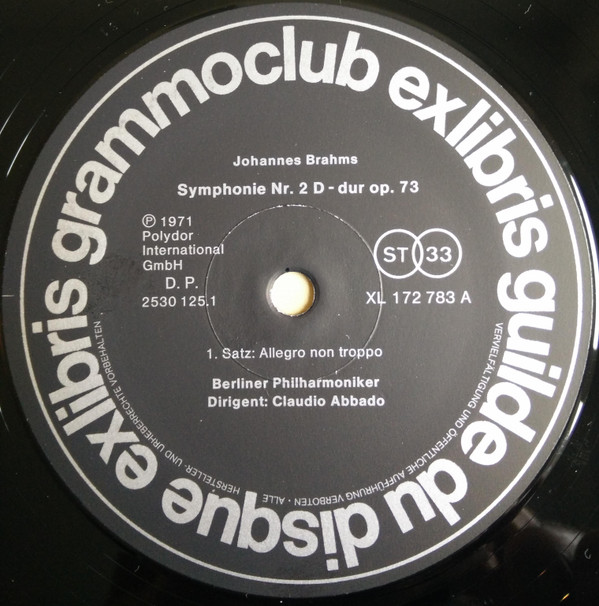 grammoclub exlibris guilde du disque exlibris
Johannes Brahms
Symphonie Nr. 2 D-dur op. 73
Ⓟ 1971
Polydor
International
GmbH
D. P.
2530 125.1
ST 33
XL 172 783 A
1. Satz: Allegro non troppo
Berliner Philharmoniker
Dirigent: Claudio Abbado
ALLE HERSTELLER- UND URHEBERRECHTE VORBEHALTEN
VERVIELFÄLTIGUNG UND ÖFFENTLICHE AUFFÜHRUNG VERBOTEN •